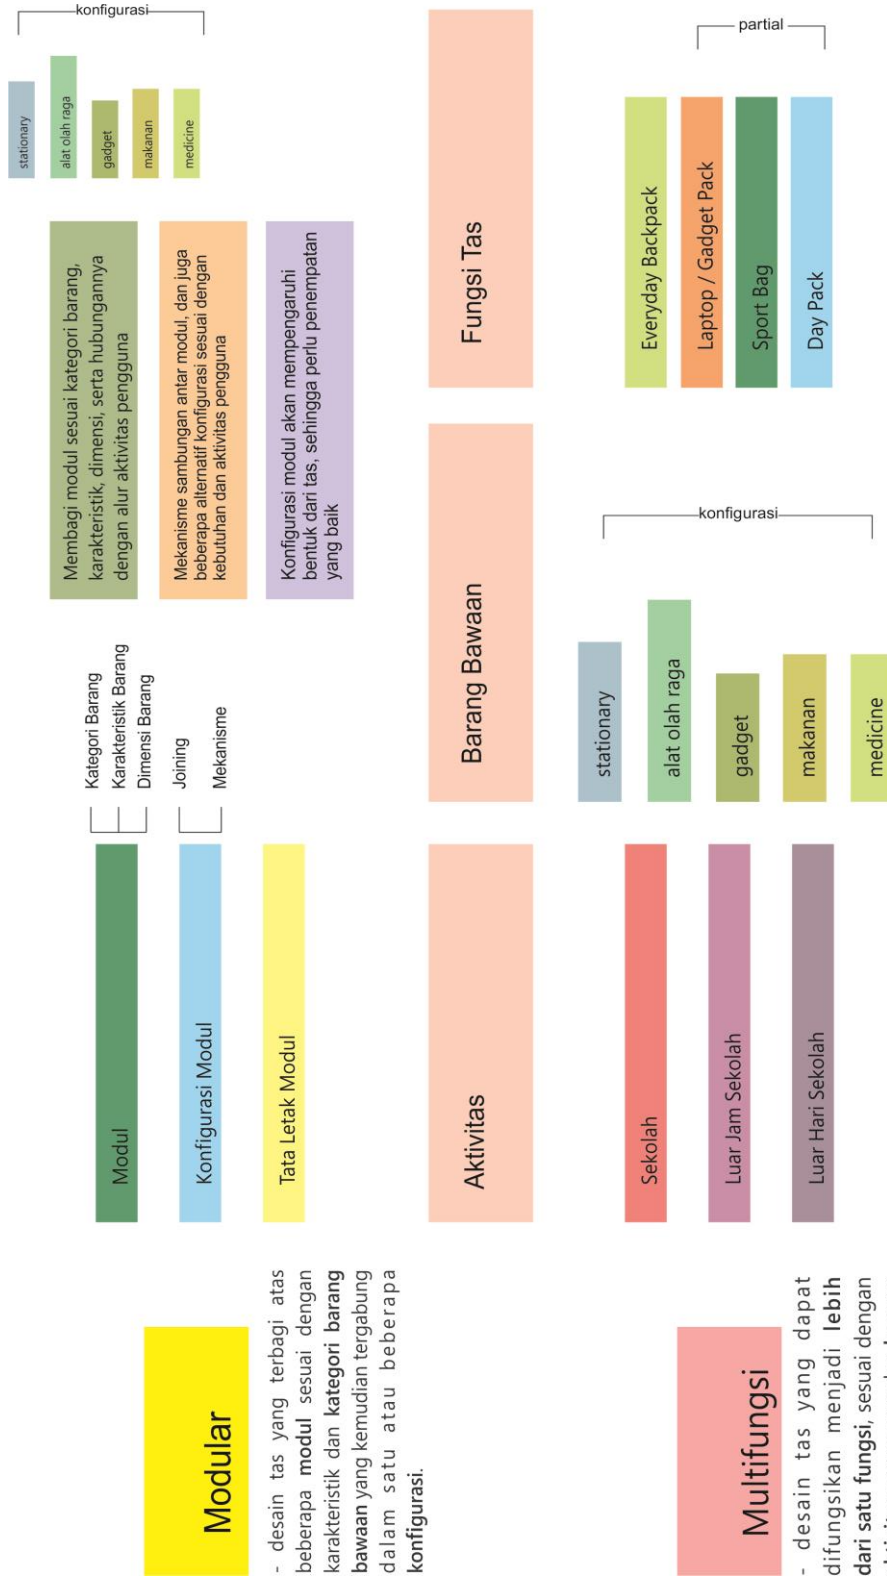 Modular
- desain tas yang terbagi atas
beberapa modul sesuai dengan
karakteristik dan kategori barang
bawaan yang kemudian tergabung
dalam satu atau beberapa
konfigurasi.
Modul
Kategori Barang
Karakteristik Barang
Dimensi Barang
Konfigurasi Modul
Joining
Mekanisme
Tata Letak Modul
Membagi modul sesuai kategori barang,
karakteristik, dimensi, serta hubungannya
dengan alur aktivitas pengguna
Mekanisme sambungan antar modul, dan juga
beberapa alternatif konfigurasi sesuai dengan
kebutuhan dan aktivitas pengguna
Konfigurasi modul akan mempengaruhi
bentuk dari tas, sehingga perlu penempatan
yang baik
konfigurasi
stationary
alat olah raga
gadget
makanan
medicine
Multifungsi
- desain tas yang dapat
difungsikan menjadi lebih
dari satu fungsi, sesuai dengan
Aktivitas
Sekolah
Luar Jam Sekolah
Luar Hari Sekolah
Barang Bawaan
stationary
alat olah raga
gadget
makanan
medicine
konfigurasi
Fungsi Tas
Everyday Backpack
Laptop / Gadget Pack
Sport Bag
Day Pack
partial